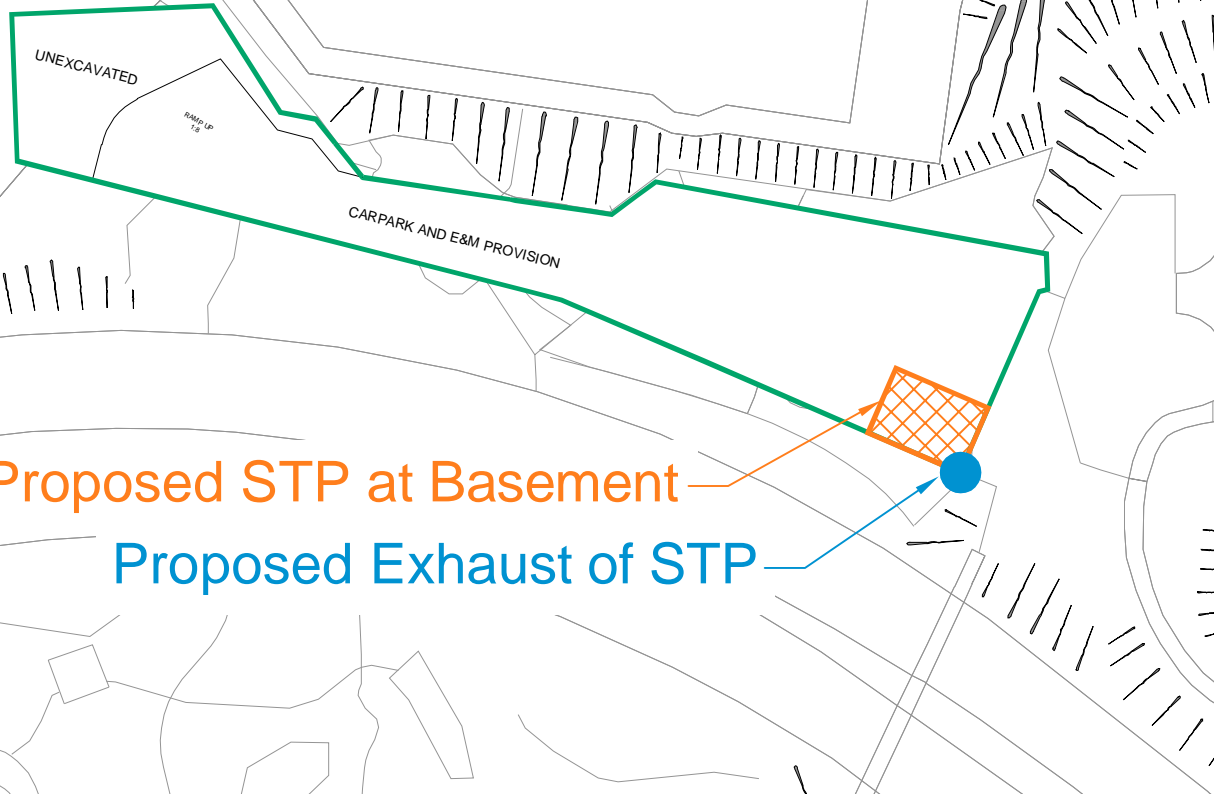 UNEXCAVATED
RAMP UP
1:8
CARPARK AND E&M PROVISION
Proposed STP at Basement
Proposed Exhaust of STP